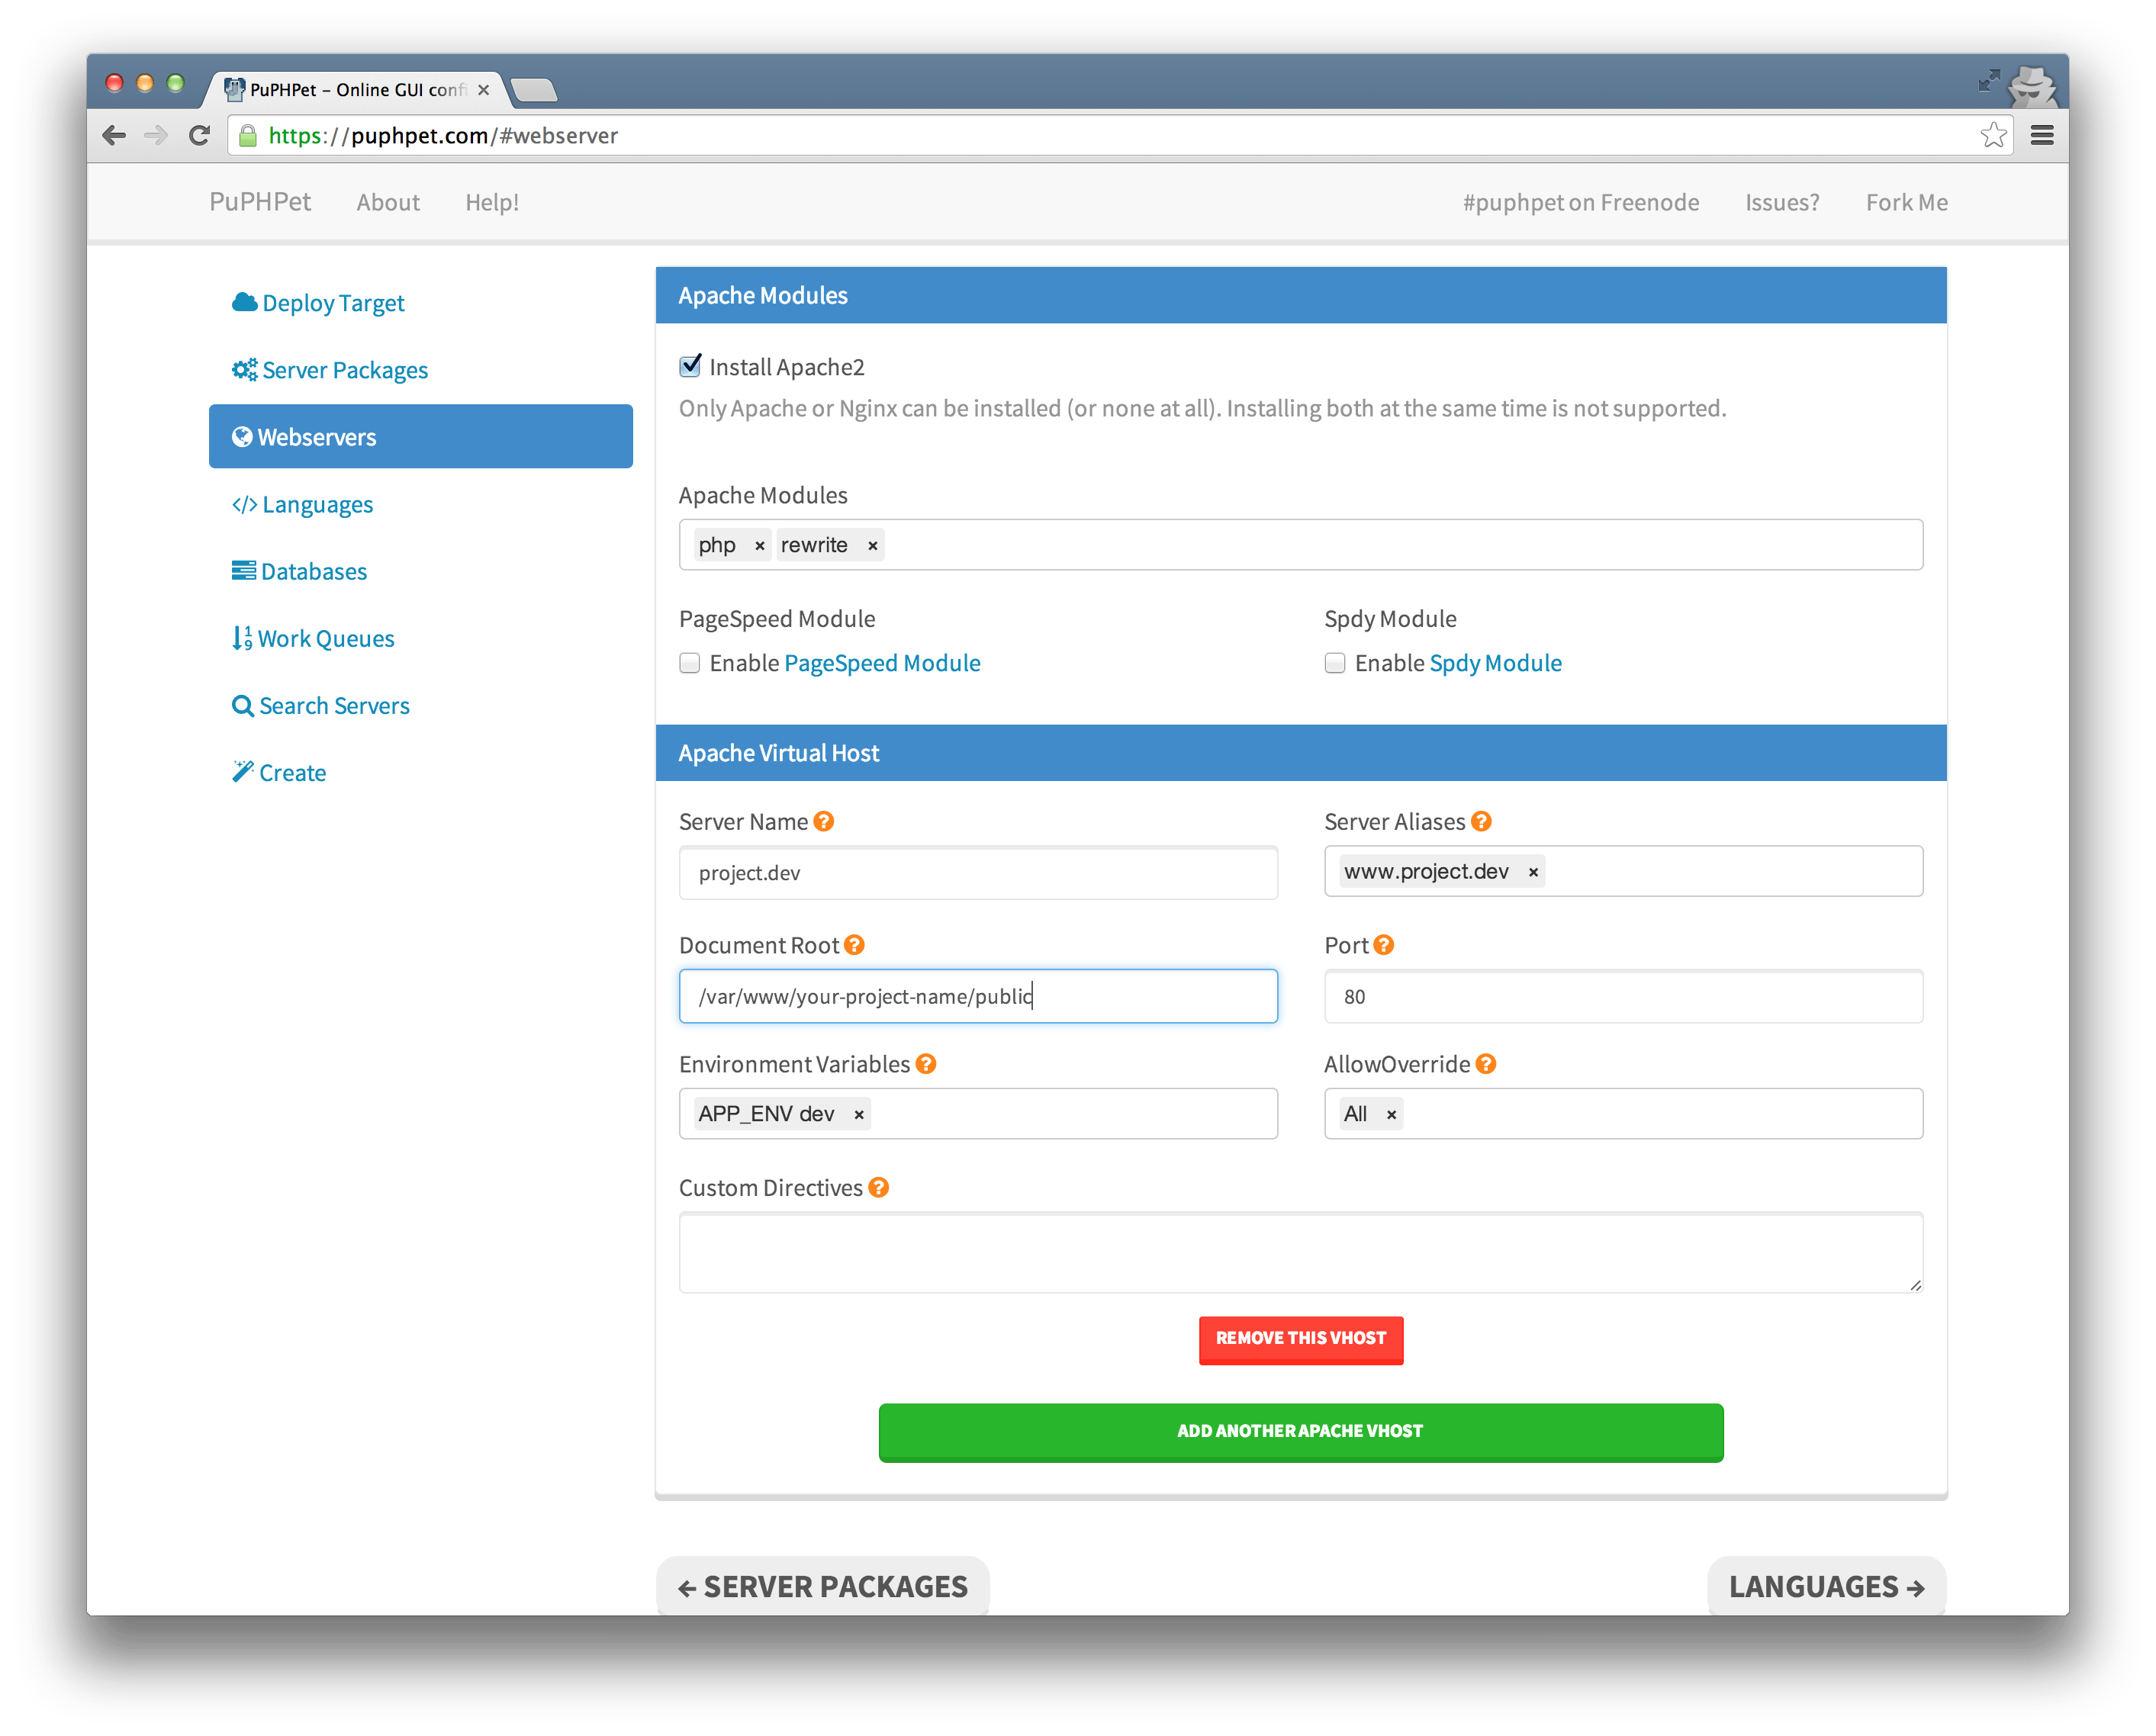 PuPHPet – Online GUI conf
https://puphpet.com/#webserver
PuPHPet About Help! #puphpet on Freenode Issues? Fork Me
Deploy Target
Server Packages
Webservers
Languages
Databases
Work Queues
Search Servers
Create
Apache Modules
Install Apache2
Only Apache or Nginx can be installed (or none at all). Installing both at the same time is not supported.
Apache Modules
php × rewrite ×
PageSpeed Module Spdy Module
Enable PageSpeed Module Enable Spdy Module
Apache Virtual Host
Server Name ? Server Aliases ?
project.dev www.project.dev ×
Document Root ? Port ?
/var/www/your-project-name/public 80
Environment Variables ? AllowOverride ?
APP_ENV dev × All ×
Custom Directives ?
REMOVE THIS VHOST
ADD ANOTHER APACHE VHOST
← SERVER PACKAGES LANGUAGES →